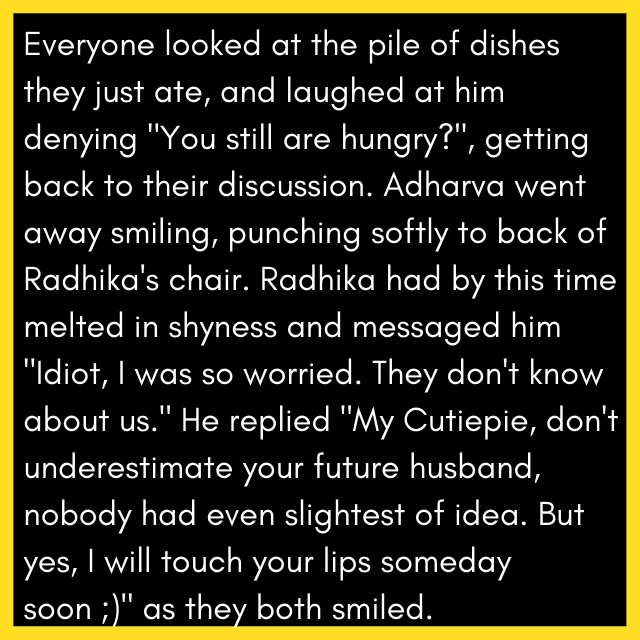 Everyone looked at the pile of dishes
they just ate, and laughed at him
denying "You still are hungry?", getting
back to their discussion. Adharva went
away smiling, punching softly to back of
Radhika's chair. Radhika had by this time
melted in shyness and messaged him
"Idiot, I was so worried. They don't know
about us." He replied "My Cutiepie, don't
underestimate your future husband,
nobody had even slightest of idea. But
yes, I will touch your lips someday
soon ;)" as they both smiled.